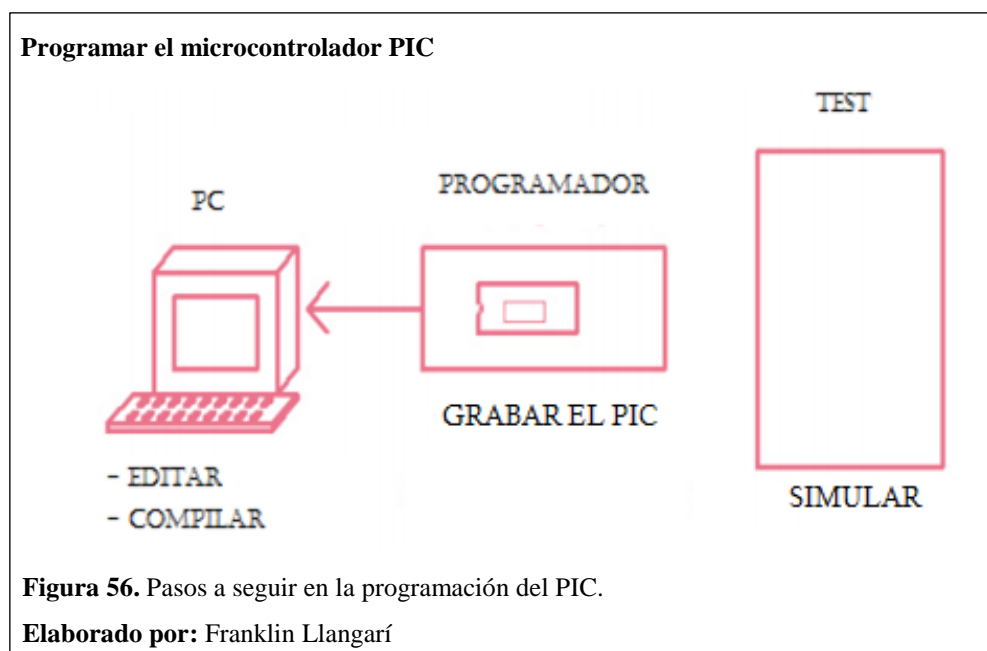 Programar el microcontrolador PIC
TEST
PROGRAMADOR
PC
GRABAR EL PIC
- EDITAR
- COMPILAR
SIMULAR
Figura 56. Pasos a seguir en la programación del PIC.
Elaborado por: Franklin Llangarí